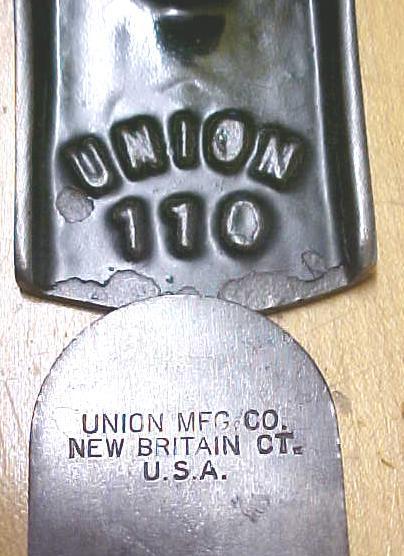 UNION
110
UNION MFG. CO.
NEW BRITAIN CT.
U.S.A.